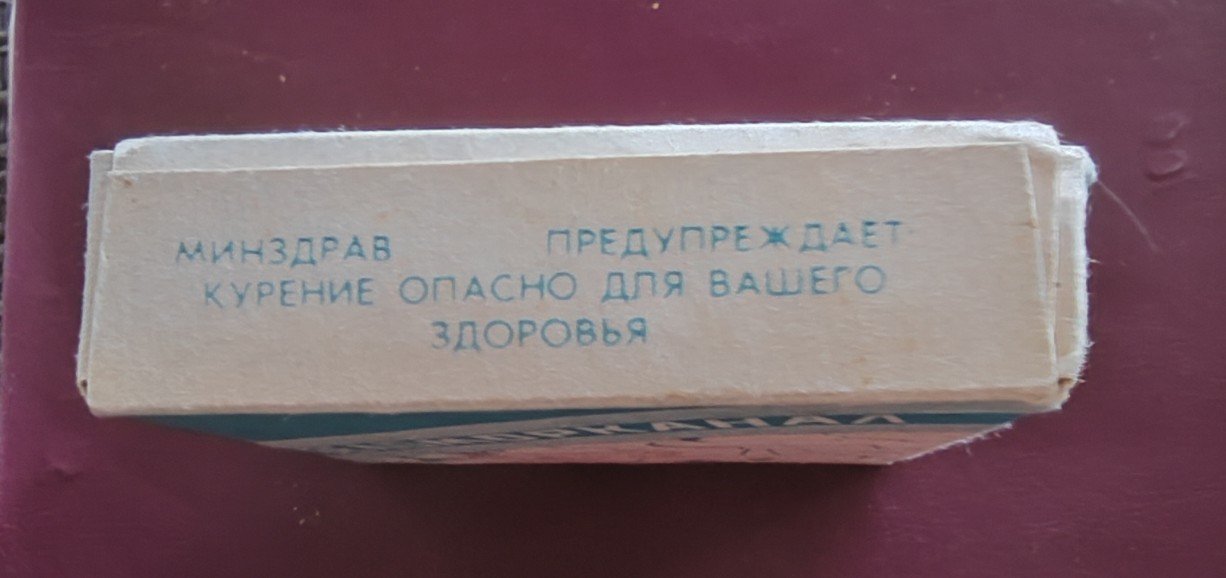 МИНЗДРАВ ПРЕДУПРЕЖДАЕТ·
КУРЕНИЕ ОПАСНО ДЛЯ ВАШЕГО
ЗДОРОВЬЯ